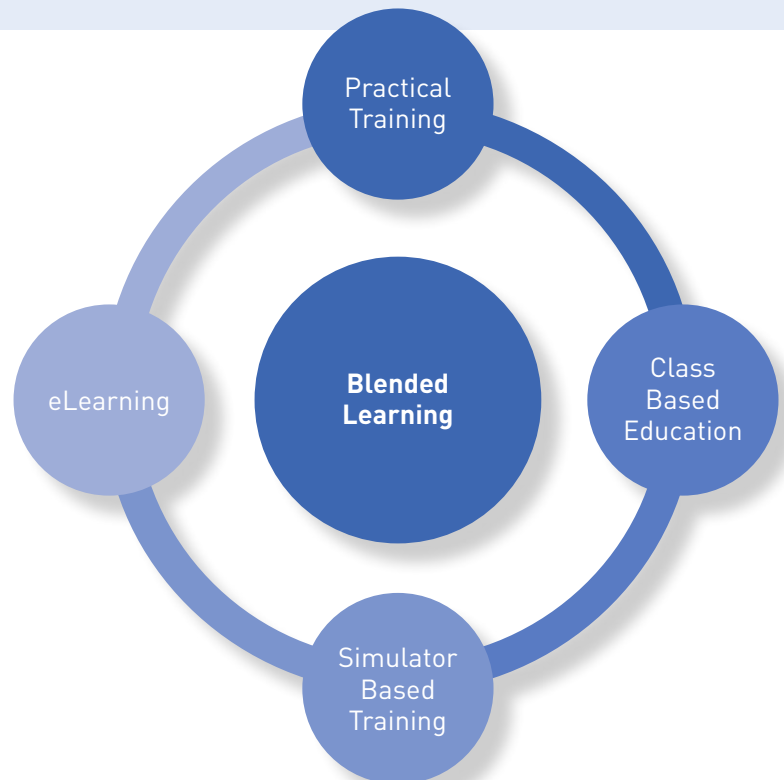 Practical
Training
eLearning
Blended
Learning
Class
Based
Education
Simulator
Based
Training